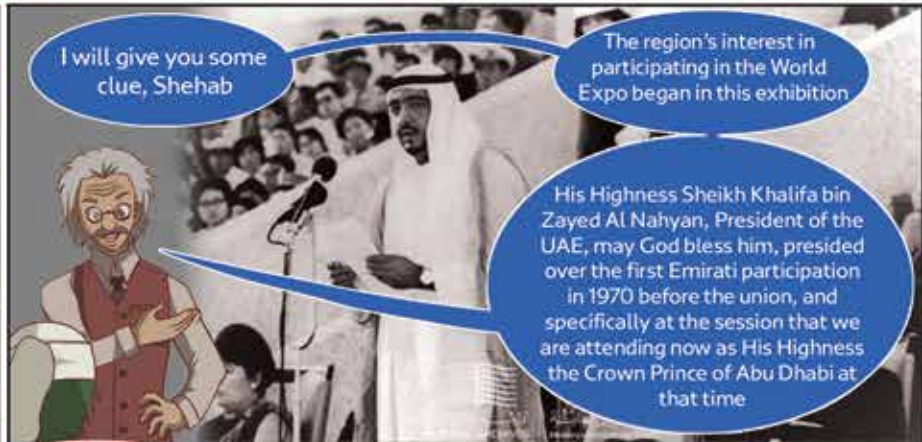 I will give you some
clue, Shehab
The region's interest in
participating in the World
Expo began in this exhibition
His Highness Sheikh Khalifa bin
Zayed Al Nahyan, President of the
UAE, may God bless him, presided
over the first Emirati participation
in 1970 before the union, and
specifically at the session that we
are attending now as His Highness
the Crown Prince of Abu Dhabi at
that time